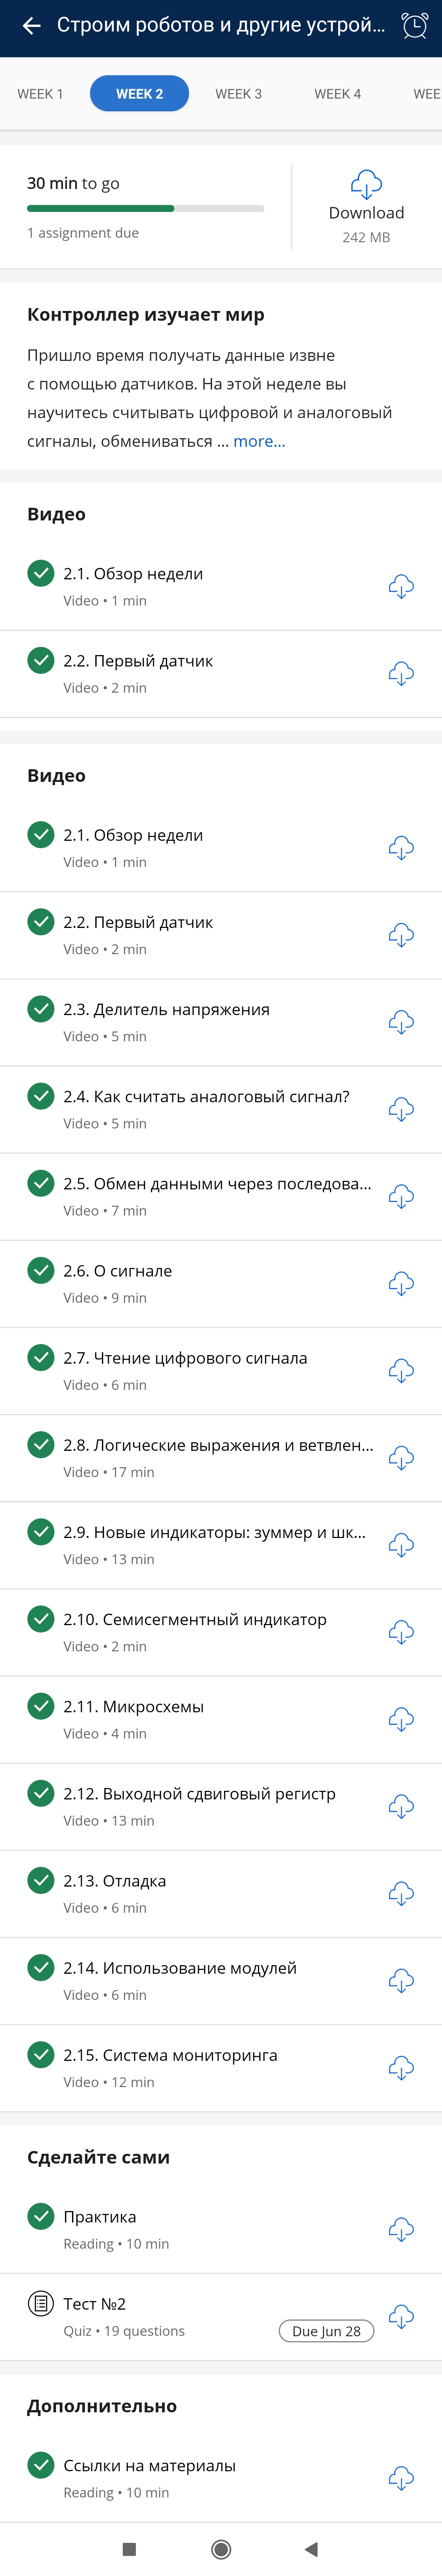 Строим роботов и другие устрой...
WEEK 1 WEEK 2 WEEK 3 WEEK 4 WEE
30 min to go
1 assignment due
Download
242 MB
Контроллер изучает мир
Пришло время получать данные извне
с помощью датчиков. На этой неделе вы
научитесь считывать цифровой и аналоговый
сигналы, обмениваться ... more...
Видео
2.1. Обзор недели
Video • 1 min
2.2. Первый датчик
Video • 2 min
Видео
2.1. Обзор недели
Video • 1 min
2.2. Первый датчик
Video • 2 min
2.3. Делитель напряжения
Video • 5 min
2.4. Как считать аналоговый сигнал?
Video • 5 min
2.5. Обмен данными через последова...
Video • 7 min
2.6. О сигнале
Video • 9 min
2.7. Чтение цифрового сигнала
Video • 6 min
2.8. Логические выражения и ветвлен...
Video • 17 min
2.9. Новые индикаторы: зуммер и шк...
Video • 13 min
2.10. Семисегментный индикатор
Video • 2 min
2.11. Микросхемы
Video • 4 min
2.12. Выходной сдвиговый регистр
Video • 13 min
2.13. Отладка
Video • 6 min
2.14. Использование модулей
Video • 6 min
2.15. Система мониторинга
Video • 12 min
Сделайте сами
Практика
Reading • 10 min
Тест №2
Quiz • 19 questions
Due Jun 28
Дополнительно
Ссылки на материалы
Reading • 10 min